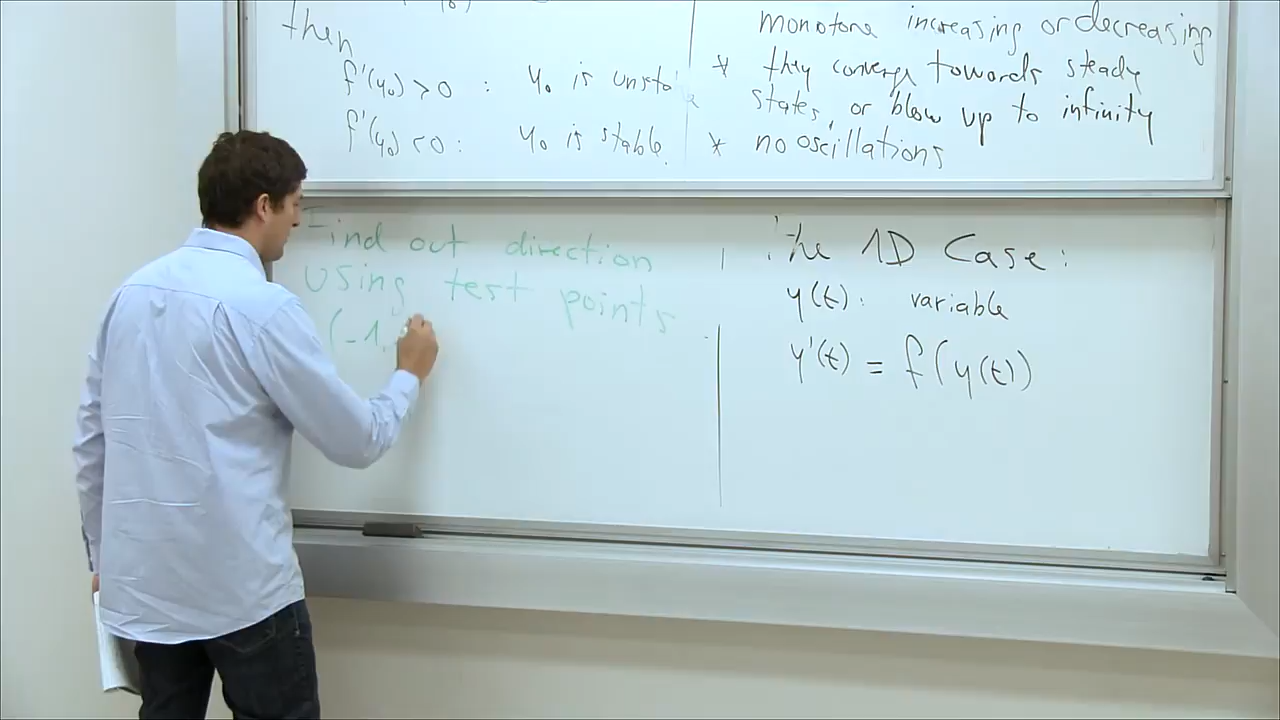 then
f'(y₀) > 0 : y₀ is unsta
f'(y₀) < 0 : y₀ is stable.
monotone increasing or decreasing
* they converge towards steady
states, or blow up to infinity
* no oscillations
Find out direction
using test points
(-1,
The 1D Case:
y(t): variable
y'(t) = f(y(t))